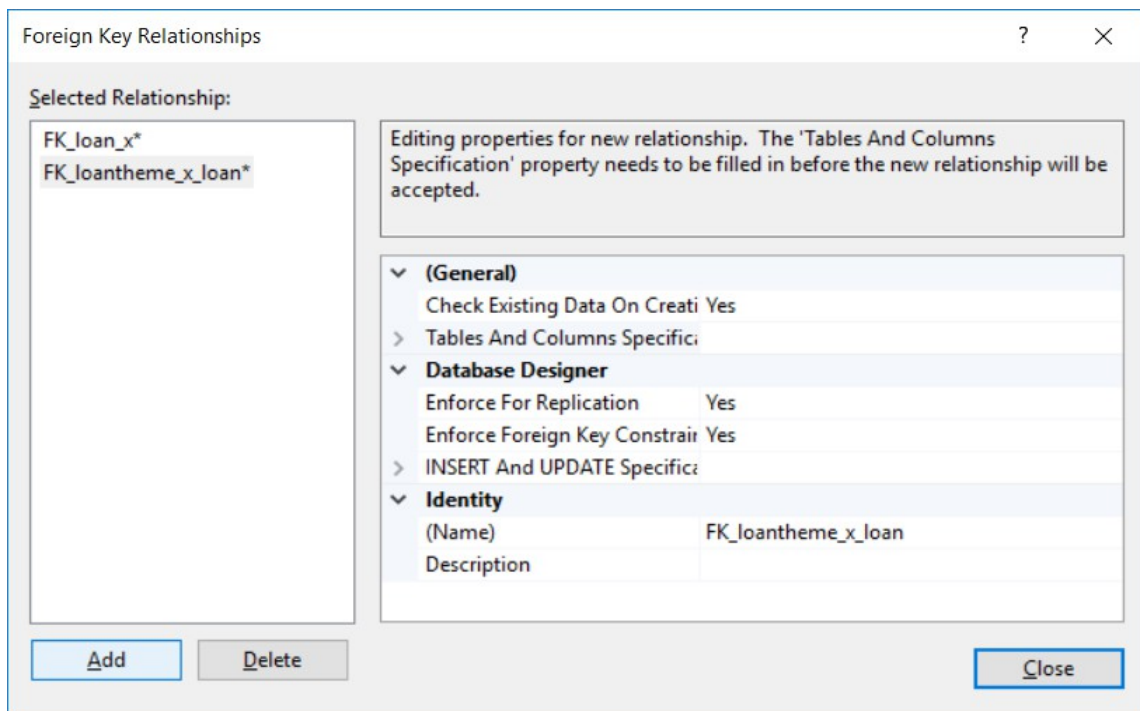 Foreign Key Relationships
?
Selected Relationship:
FK_loan_x*
FK_loantheme_x_loan*
Editing properties for new relationship. The 'Tables And Columns
Specification' property needs to be filled in before the new relationship will be
accepted.
(General)
Check Existing Data On Creati Yes
Tables And Columns Specifica
Database Designer
Enforce For Replication Yes
Enforce Foreign Key Constrain Yes
INSERT And UPDATE Specifica
Identity
(Name) FK_loantheme_x_loan
Description
Add Delete
Close